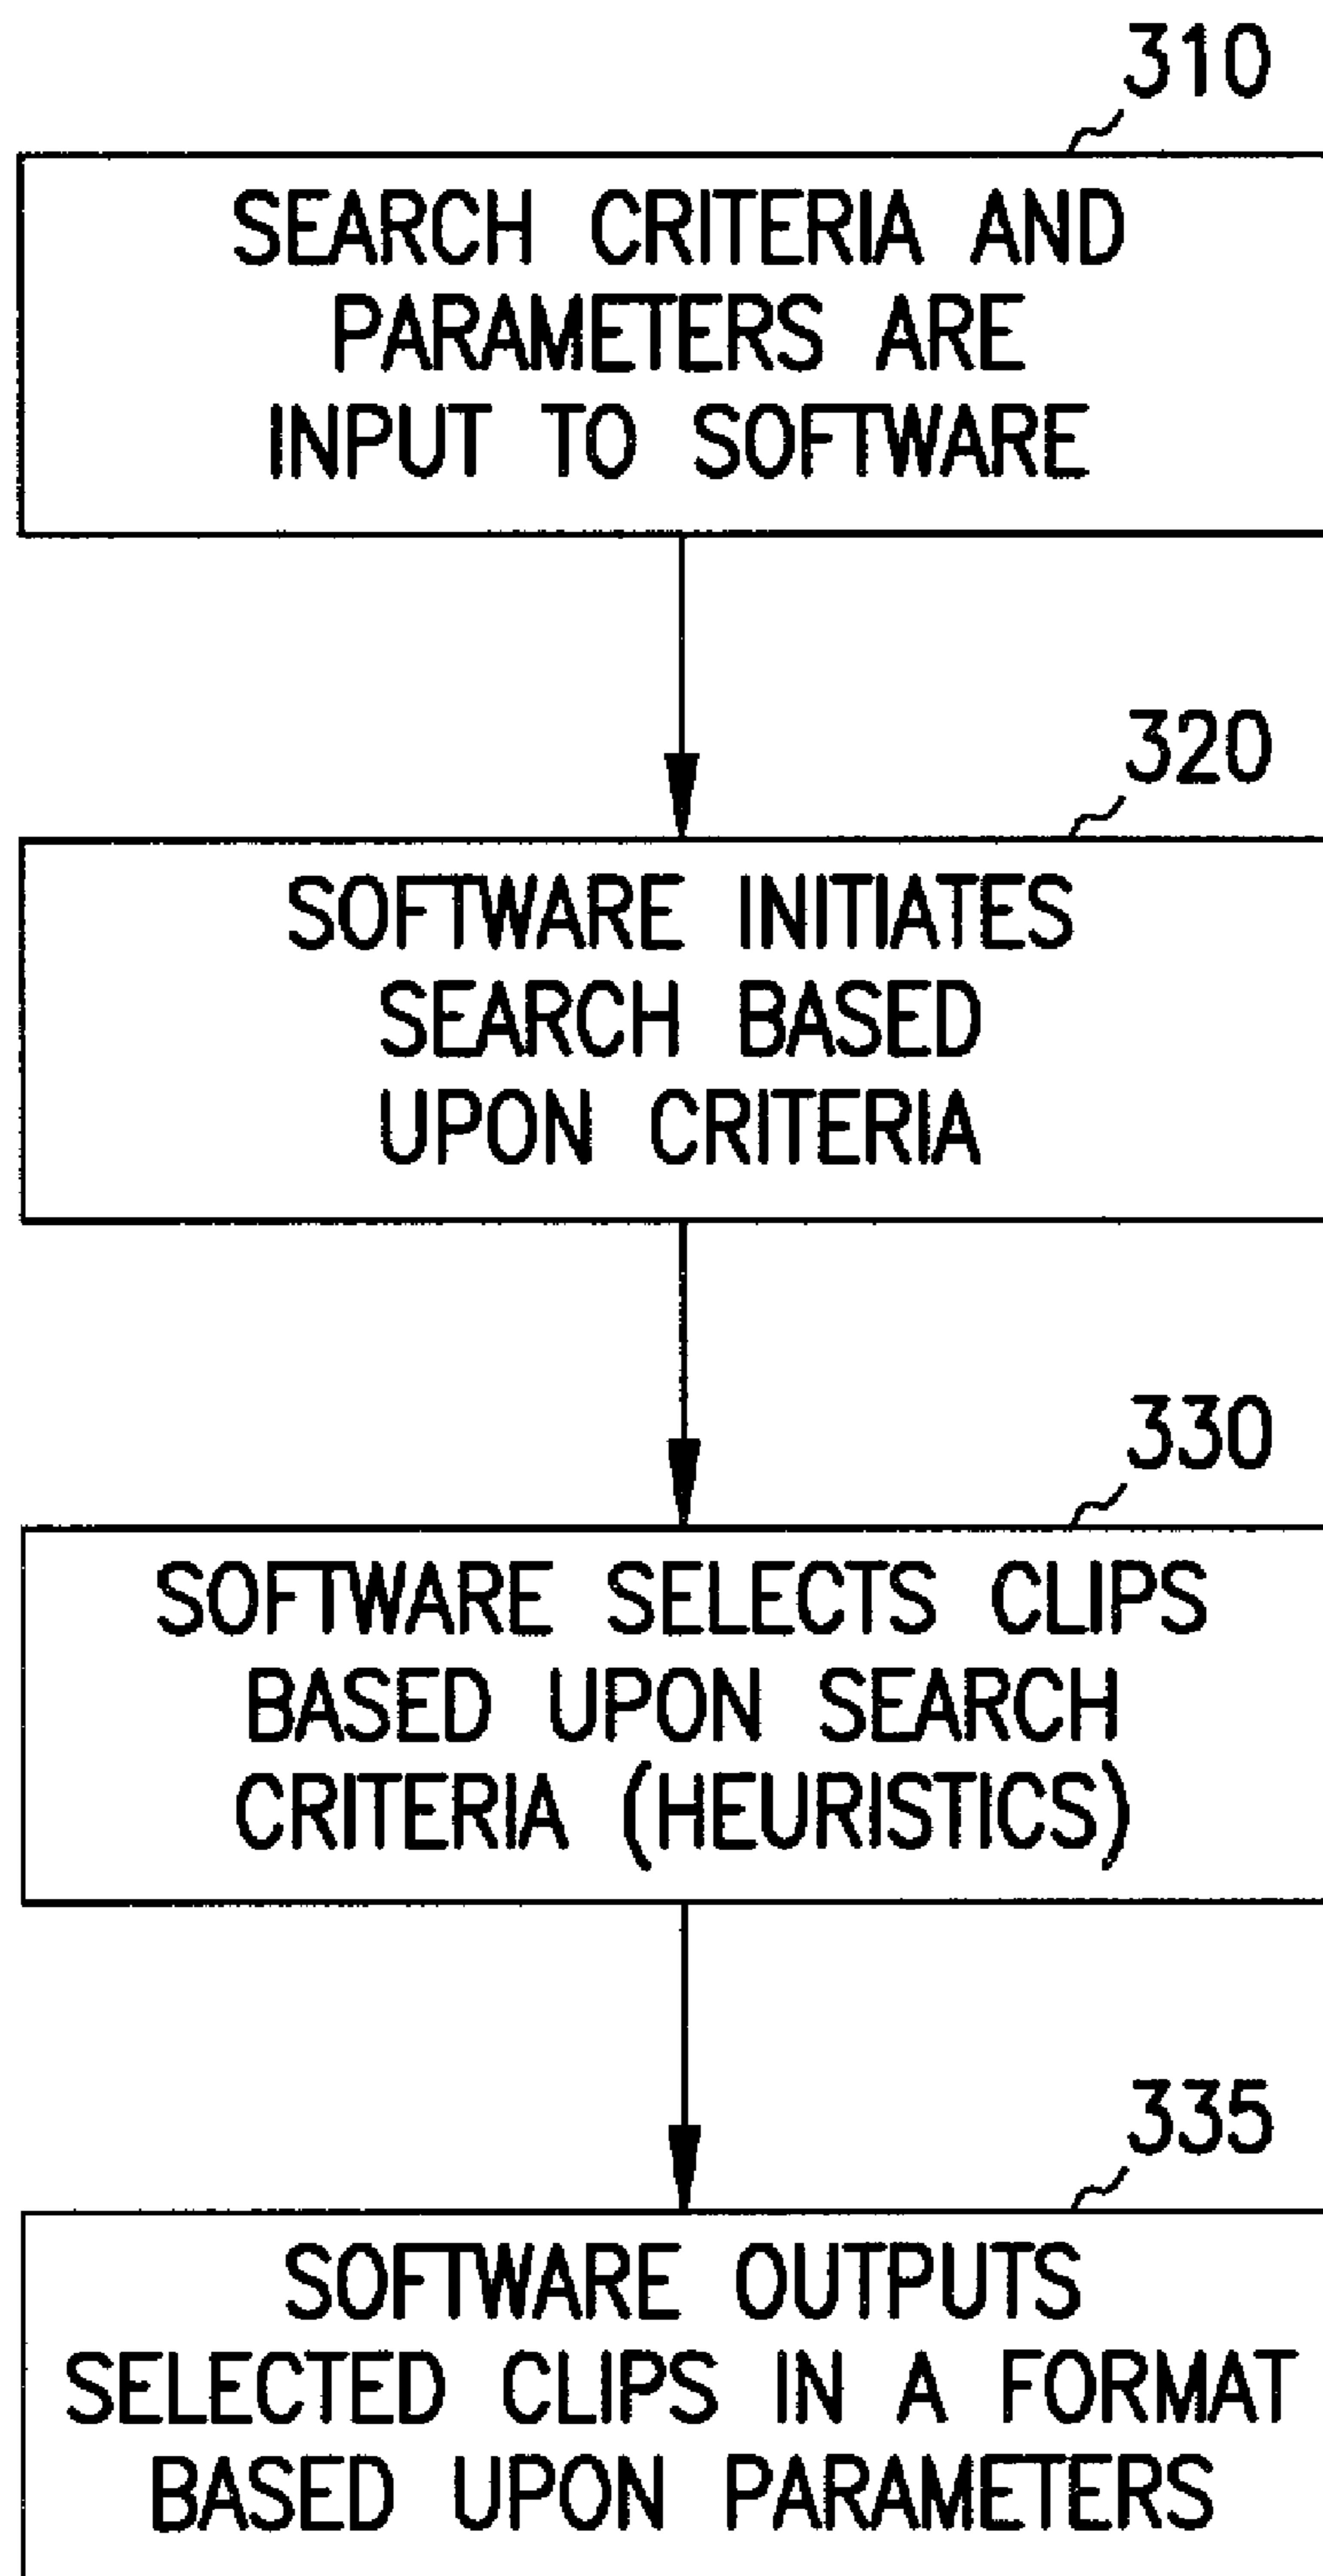 310
SEARCH CRITERIA AND
PARAMETERS ARE
INPUT TO SOFTWARE
320
SOFTWARE INITIATES
SEARCH BASED
UPON CRITERIA
330
SOFTWARE SELECTS CLIPS
BASED UPON SEARCH
CRITERIA (HEURISTICS)
335
SOFTWARE OUTPUTS
SELECTED CLIPS IN A FORMAT
BASED UPON PARAMETERS